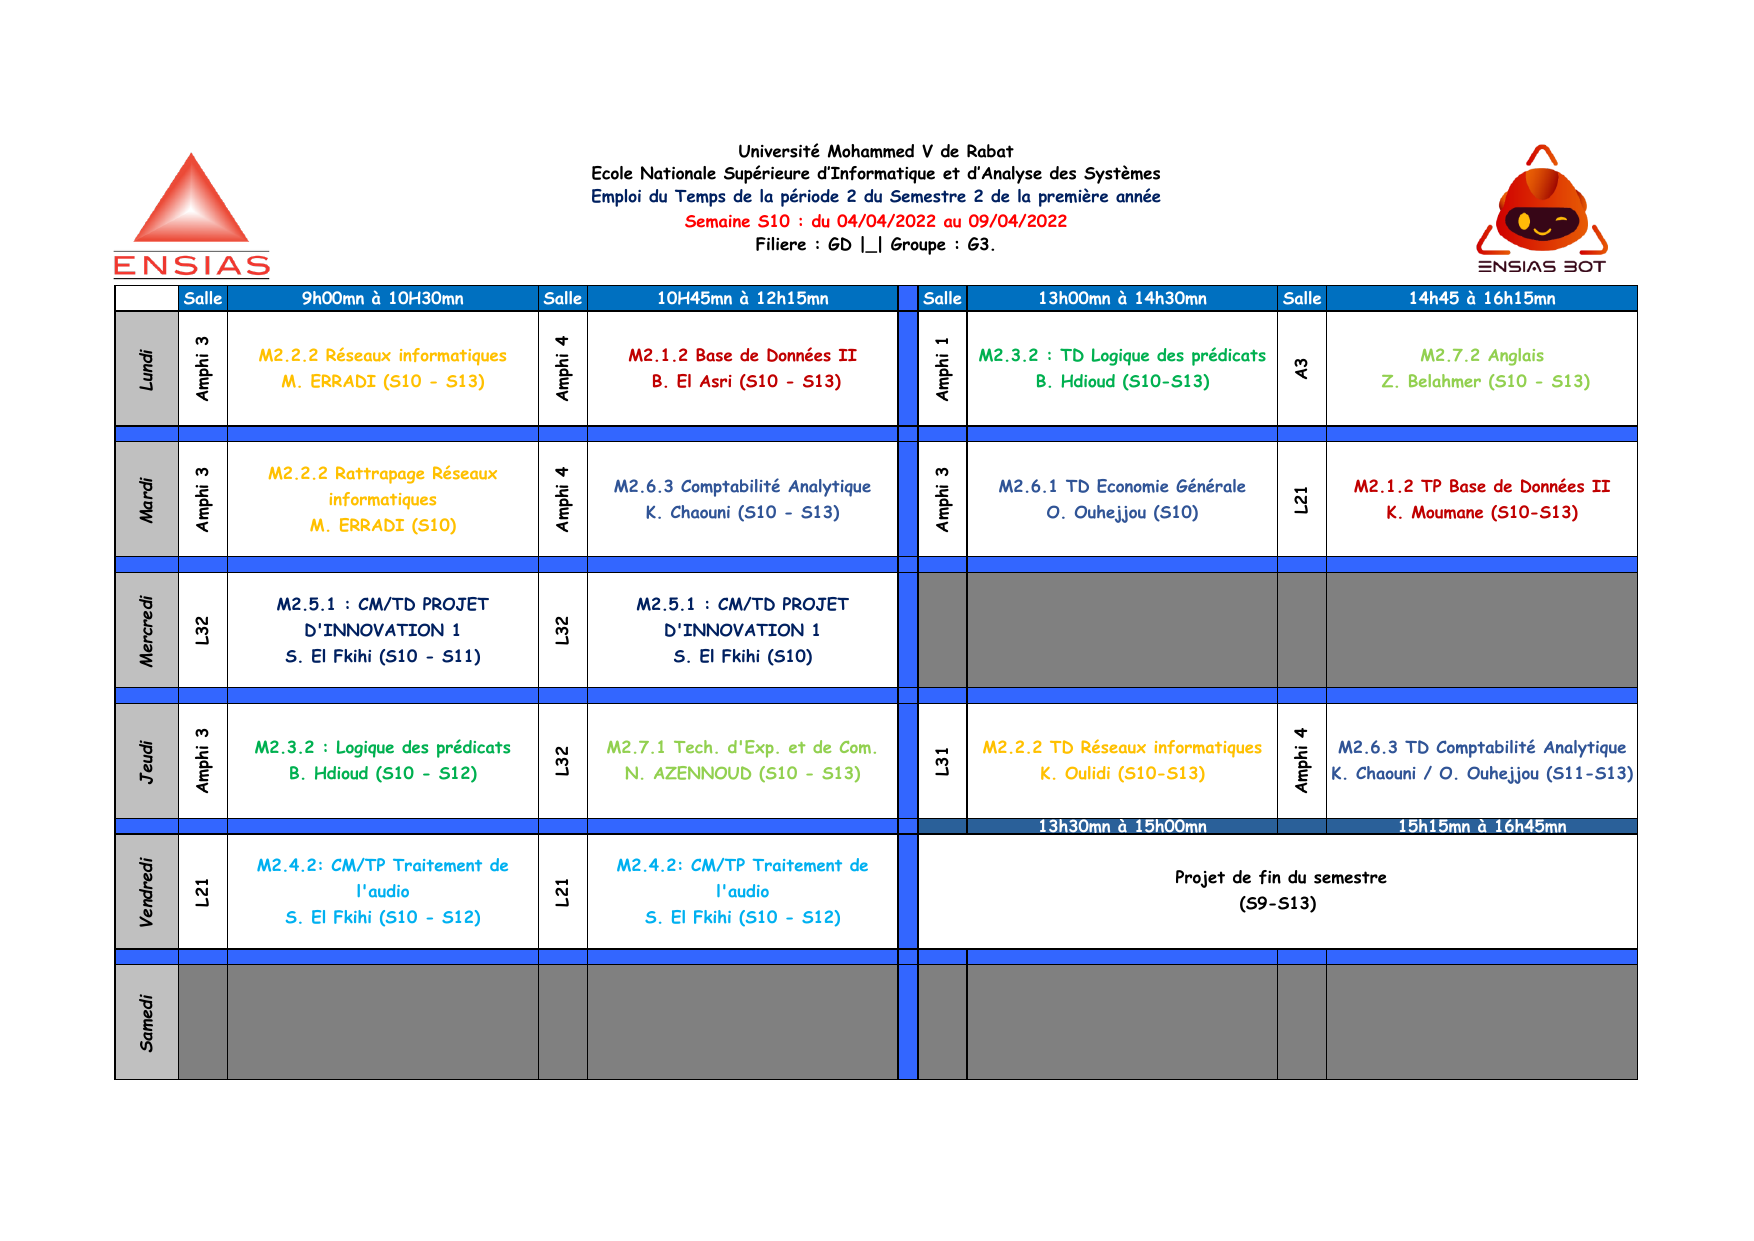 Université Mohammed V de Rabat
Ecole Nationale Supérieure d’Informatique et d’Analyse des Systèmes
Emploi du Temps de la période 2 du Semestre 2 de la première année
Semaine S10 : du 04/04/2022 au 09/04/2022
Filiere : GD |_| Groupe : G3.
ENSIAS
ENSIAS BOT
Salle 9h00mn à 10H30mn Salle 10H45mn à 12h15mn Salle 13h00mn à 14h30mn Salle 14h45 à 16h15mn
Lundi
Amphi 3
M2.2.2 Réseaux informatiques
M. ERRADI (S10 - S13)
Amphi 4
M2.1.2 Base de Données II
B. El Asri (S10 - S13)
Amphi 1
M2.3.2 : TD Logique des prédicats
B. Hdioud (S10-S13)
A3
M2.7.2 Anglais
Z. Belahmer (S10 - S13)
Mardi
Amphi 3
M2.2.2 Rattrapage Réseaux
informatiques
M. ERRADI (S10)
Amphi 4
M2.6.3 Comptabilité Analytique
K. Chaouni (S10 - S13)
Amphi 3
M2.6.1 TD Economie Générale
O. Ouhejjou (S10)
L21
M2.1.2 TP Base de Données II
K. Moumane (S10-S13)
Mercredi
L32
M2.5.1 : CM/TD PROJET
D'INNOVATION 1
S. El Fkihi (S10 - S11)
L32
M2.5.1 : CM/TD PROJET
D'INNOVATION 1
S. El Fkihi (S10)
Jeudi
Amphi 3
M2.3.2 : Logique des prédicats
B. Hdioud (S10 - S12)
L32
M2.7.1 Tech. d'Exp. et de Com.
N. AZENNOUD (S10 - S13)
L31
M2.2.2 TD Réseaux informatiques
K. Oulidi (S10-S13)
Amphi 4
M2.6.3 TD Comptabilité Analytique
K. Chaouni / O. Ouhejjou (S11-S13)
13h30mn à 15h00mn 15h15mn à 16h45mn
Vendredi
L21
M2.4.2: CM/TP Traitement de
l'audio
S. El Fkihi (S10 - S12)
L21
M2.4.2: CM/TP Traitement de
l'audio
S. El Fkihi (S10 - S12)
Projet de fin du semestre
(S9-S13)
Samedi